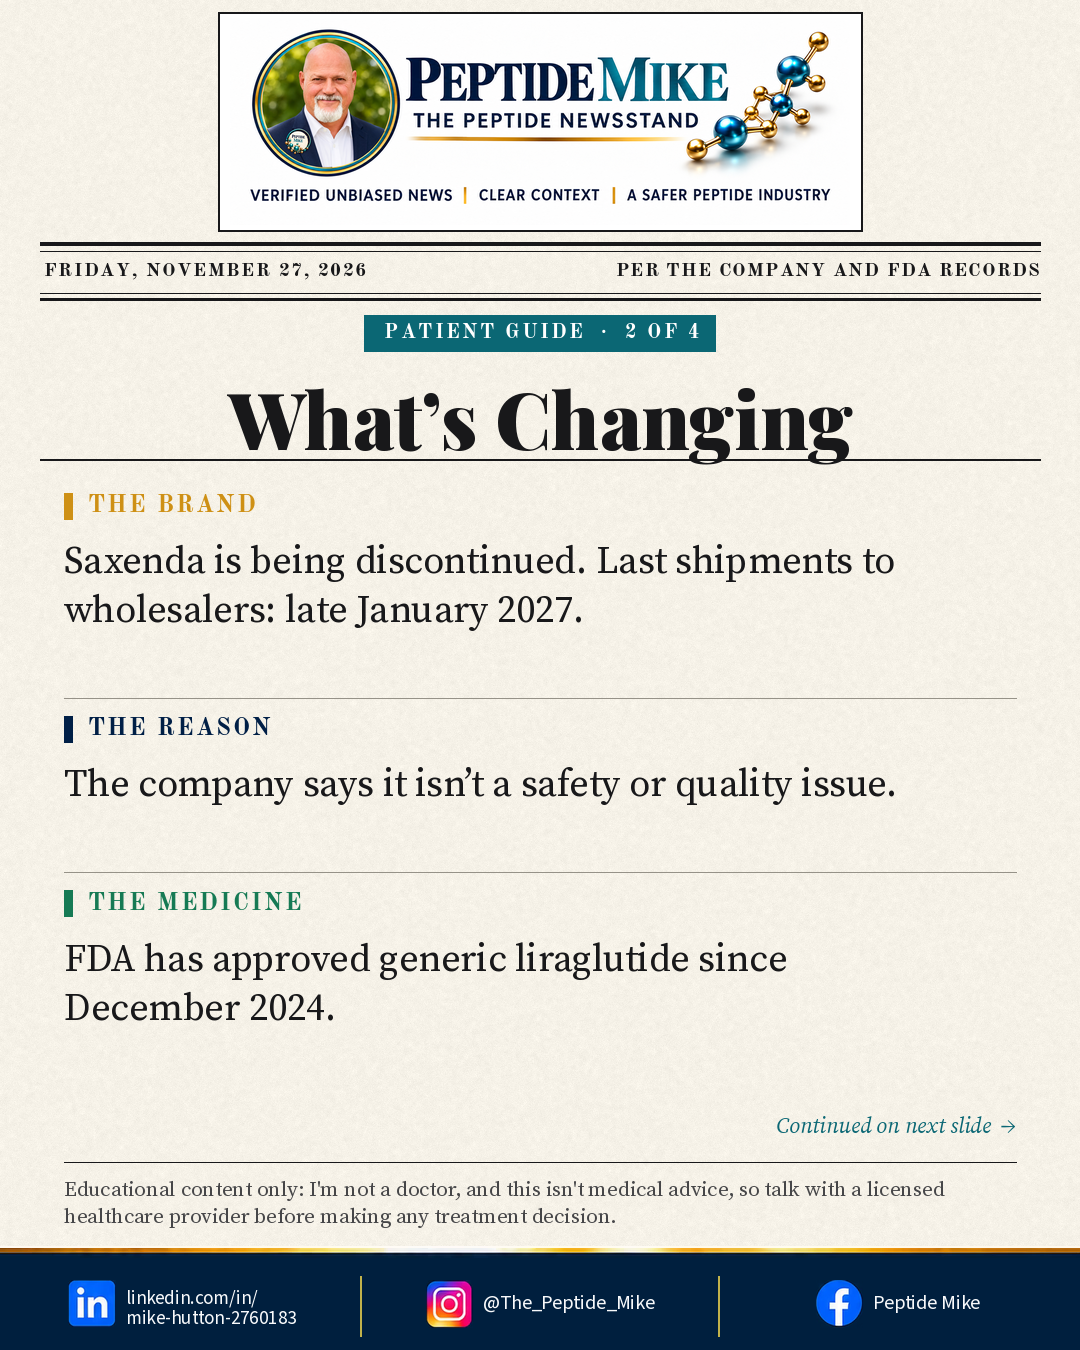 PEPTIDEMIKE
THE PEPTIDE NEWSSTAND
VERIFIED UNBIASED NEWS | CLEAR CONTEXT | A SAFER PEPTIDE INDUSTRY
FRIDAY, NOVEMBER 27, 2026
PER THE COMPANY AND FDA RECORDS
PATIENT GUIDE · 2 OF 4
What’s Changing
THE BRAND
Saxenda is being discontinued. Last shipments to
wholesalers: late January 2027.
THE REASON
The company says it isn’t a safety or quality issue.
THE MEDICINE
FDA has approved generic liraglutide since
December 2024.
Continued on next slide →
Educational content only: I'm not a doctor, and this isn't medical advice, so talk with a licensed
healthcare provider before making any treatment decision.
linkedin.com/in/
mike-hutton-2760183
@The_Peptide_Mike
Peptide Mike